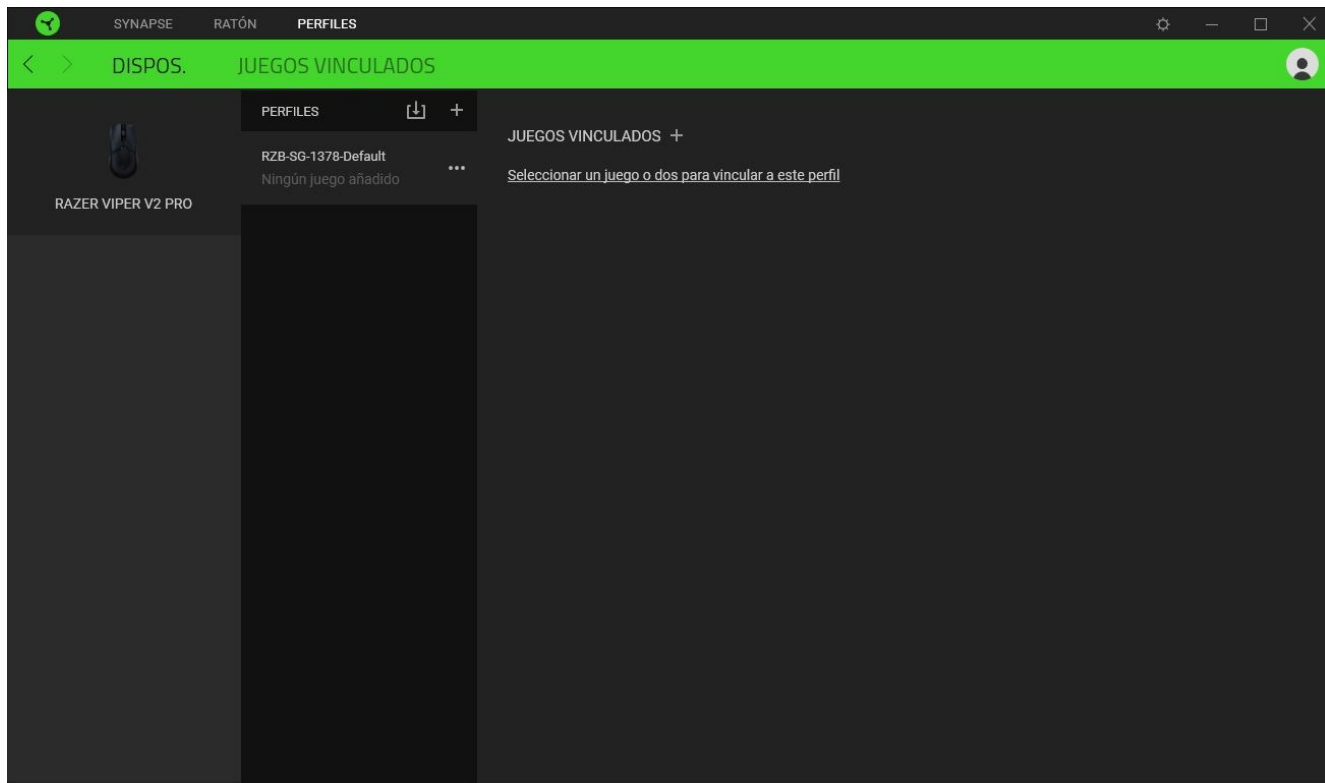 SYNAPSE RATÓN PERFILES
DISPOS. JUEGOS VINCULADOS
RAZER VIPER V2 PRO
PERFILES
RZB-SG-1378-Default
Ningún juego añadido
JUEGOS VINCULADOS
Seleccionar un juego o dos para vincular a este perfil